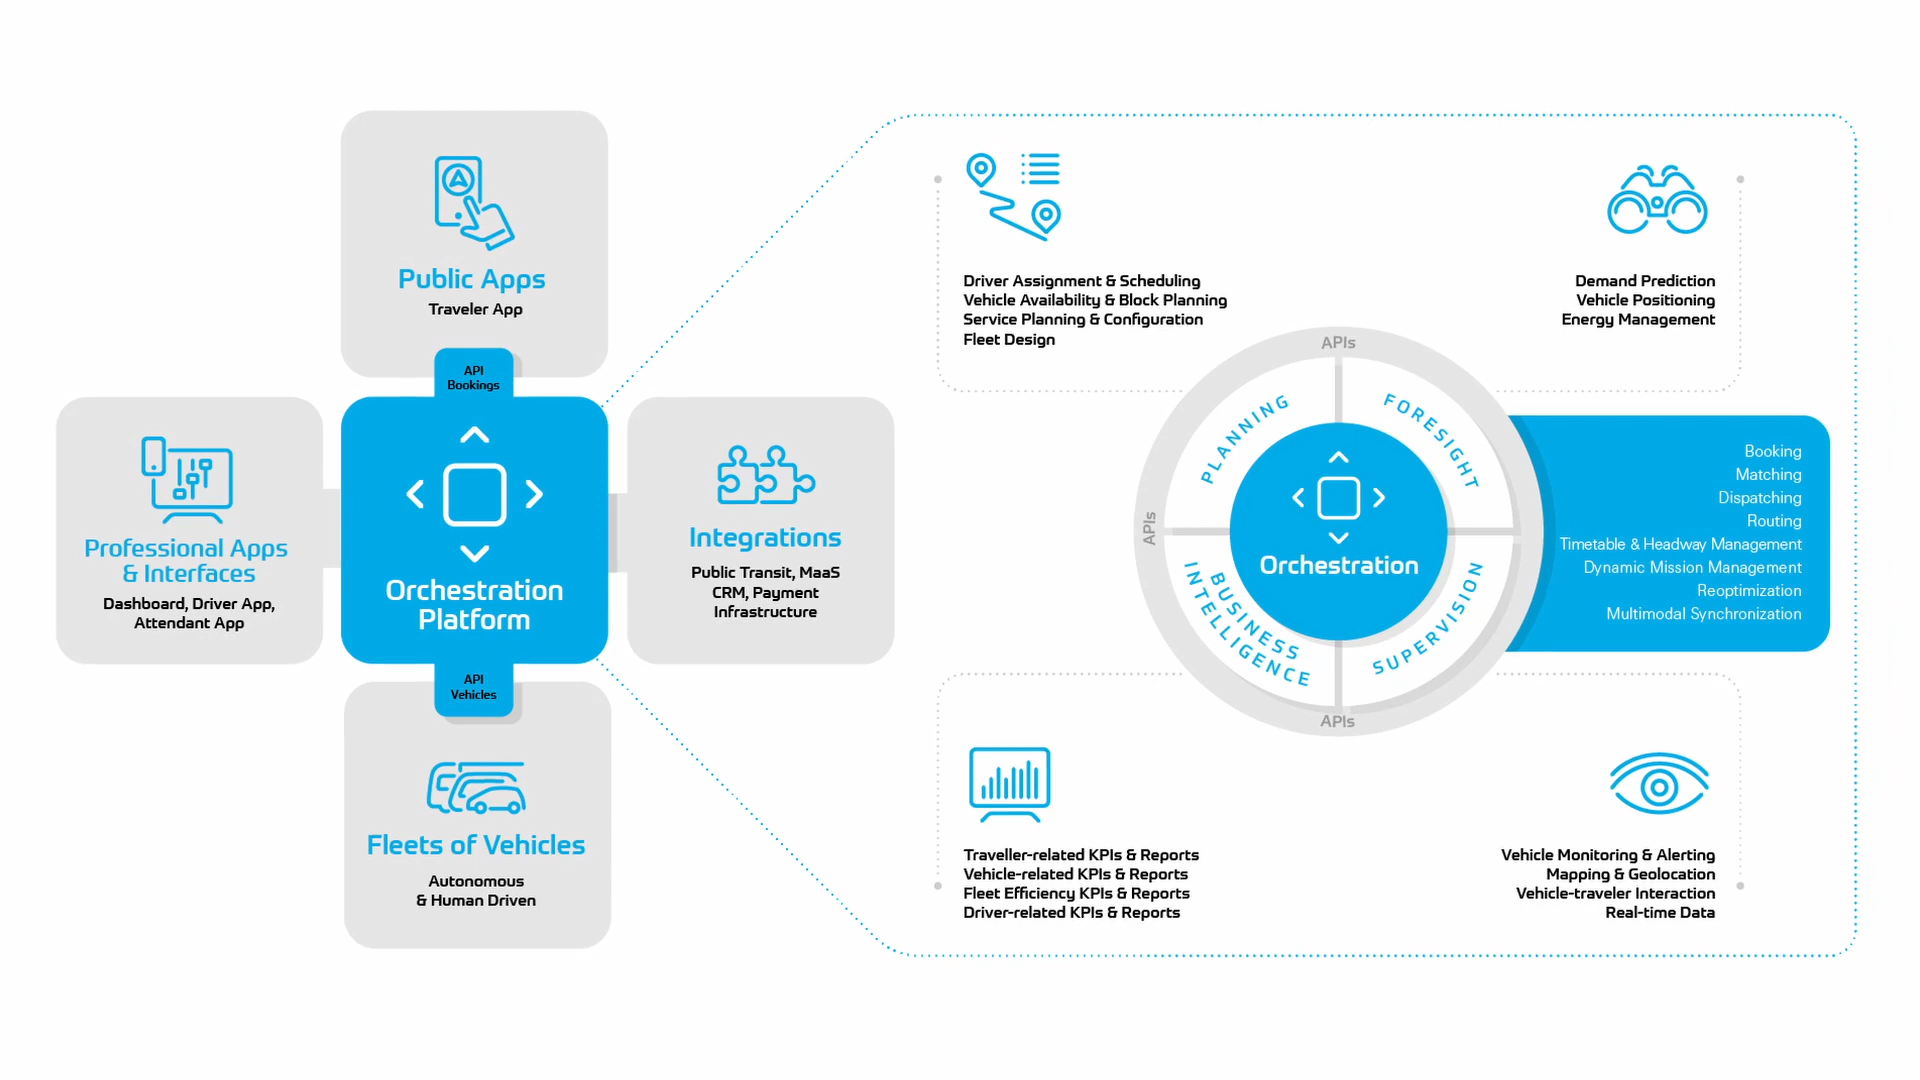 Public Apps
Traveler App
API
Bookings
Professional Apps
& Interfaces
Dashboard, Driver App,
Attendant App
Orchestration
Platform
Integrations
Public Transit, MaaS
CRM, Payment
Infrastructure
API
Vehicles
Fleets of Vehicles
Autonomous
& Human Driven
Driver Assignment & Scheduling
Vehicle Availability & Block Planning
Service Planning & Configuration
Fleet Design
Demand Prediction
Vehicle Positioning
Energy Management
APIs
PLANNING
FORESIGHT
APIs
Orchestration
BUSINESS
INTELLIGENCE
SUPERVISION
APIs
Booking
Matching
Dispatching
Routing
Timetable & Headway Management
Dynamic Mission Management
Reoptimization
Multimodal Synchronization
Traveller-related KPIs & Reports
Vehicle-related KPIs & Reports
Fleet Efficiency KPIs & Reports
Driver-related KPIs & Reports
Vehicle Monitoring & Alerting
Mapping & Geolocation
Vehicle-traveler Interaction
Real-time Data